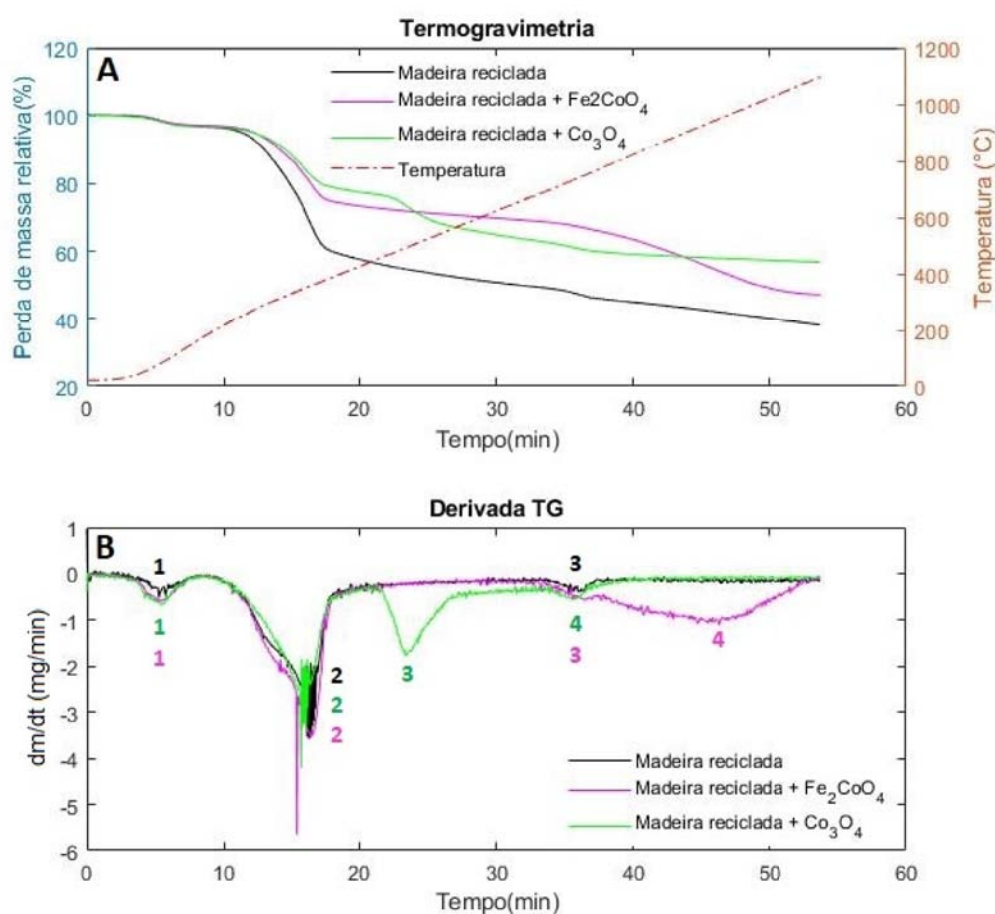 Termogravimetria
A
Perda de massa relativa(%)
120
100
80
60
40
20
Madeira reciclada
Madeira reciclada + Fe2CoO₄
Madeira reciclada + Co₃O₄
Temperatura
1200
1000
800
600
400
200
0
Temperatura (°C)
0 10 20 30 40 50 60
Tempo(min)
Derivada TG
B
dm/dt (mg/min)
1
0
-1
-2
-3
-4
-5
-6
1
1
1
2
2
2
3
3
4
3
4
Madeira reciclada
Madeira reciclada + Fe₂CoO₄
Madeira reciclada + Co₃O₄
0 10 20 30 40 50 60
Tempo(min)